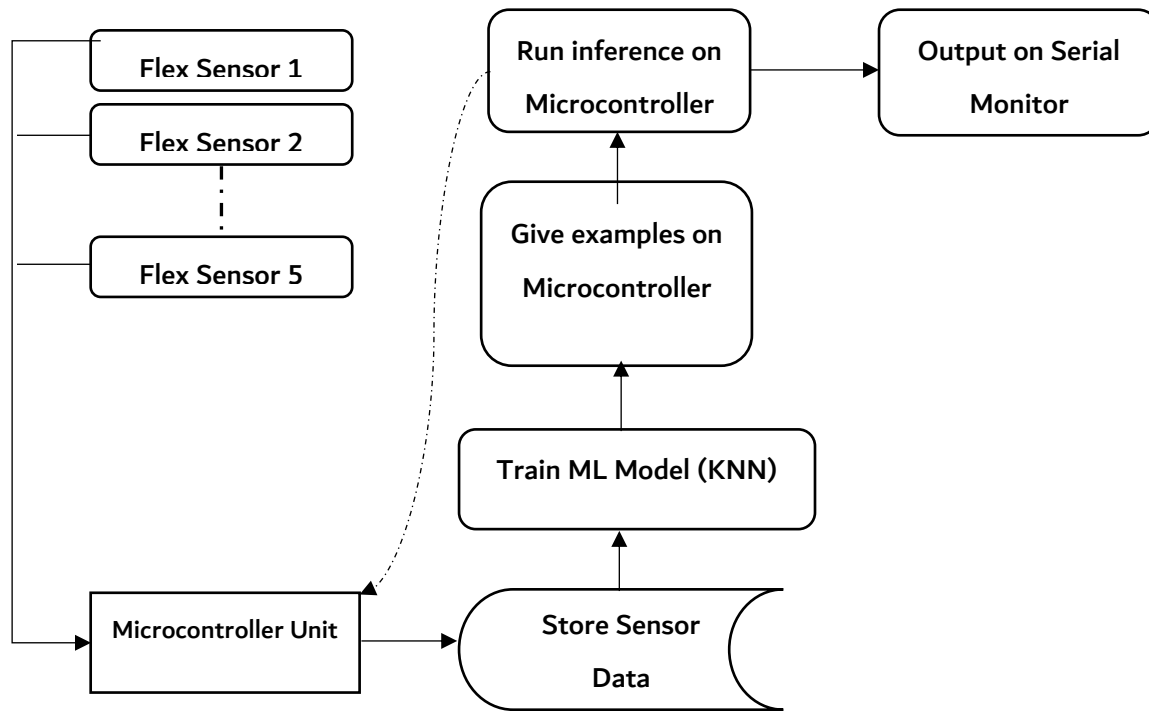 Flex Sensor 1
Flex Sensor 2
Flex Sensor 5
Microcontroller Unit
Store Sensor
Data
Train ML Model (KNN)
Give examples on
Microcontroller
Run inference on
Microcontroller
Output on Serial
Monitor